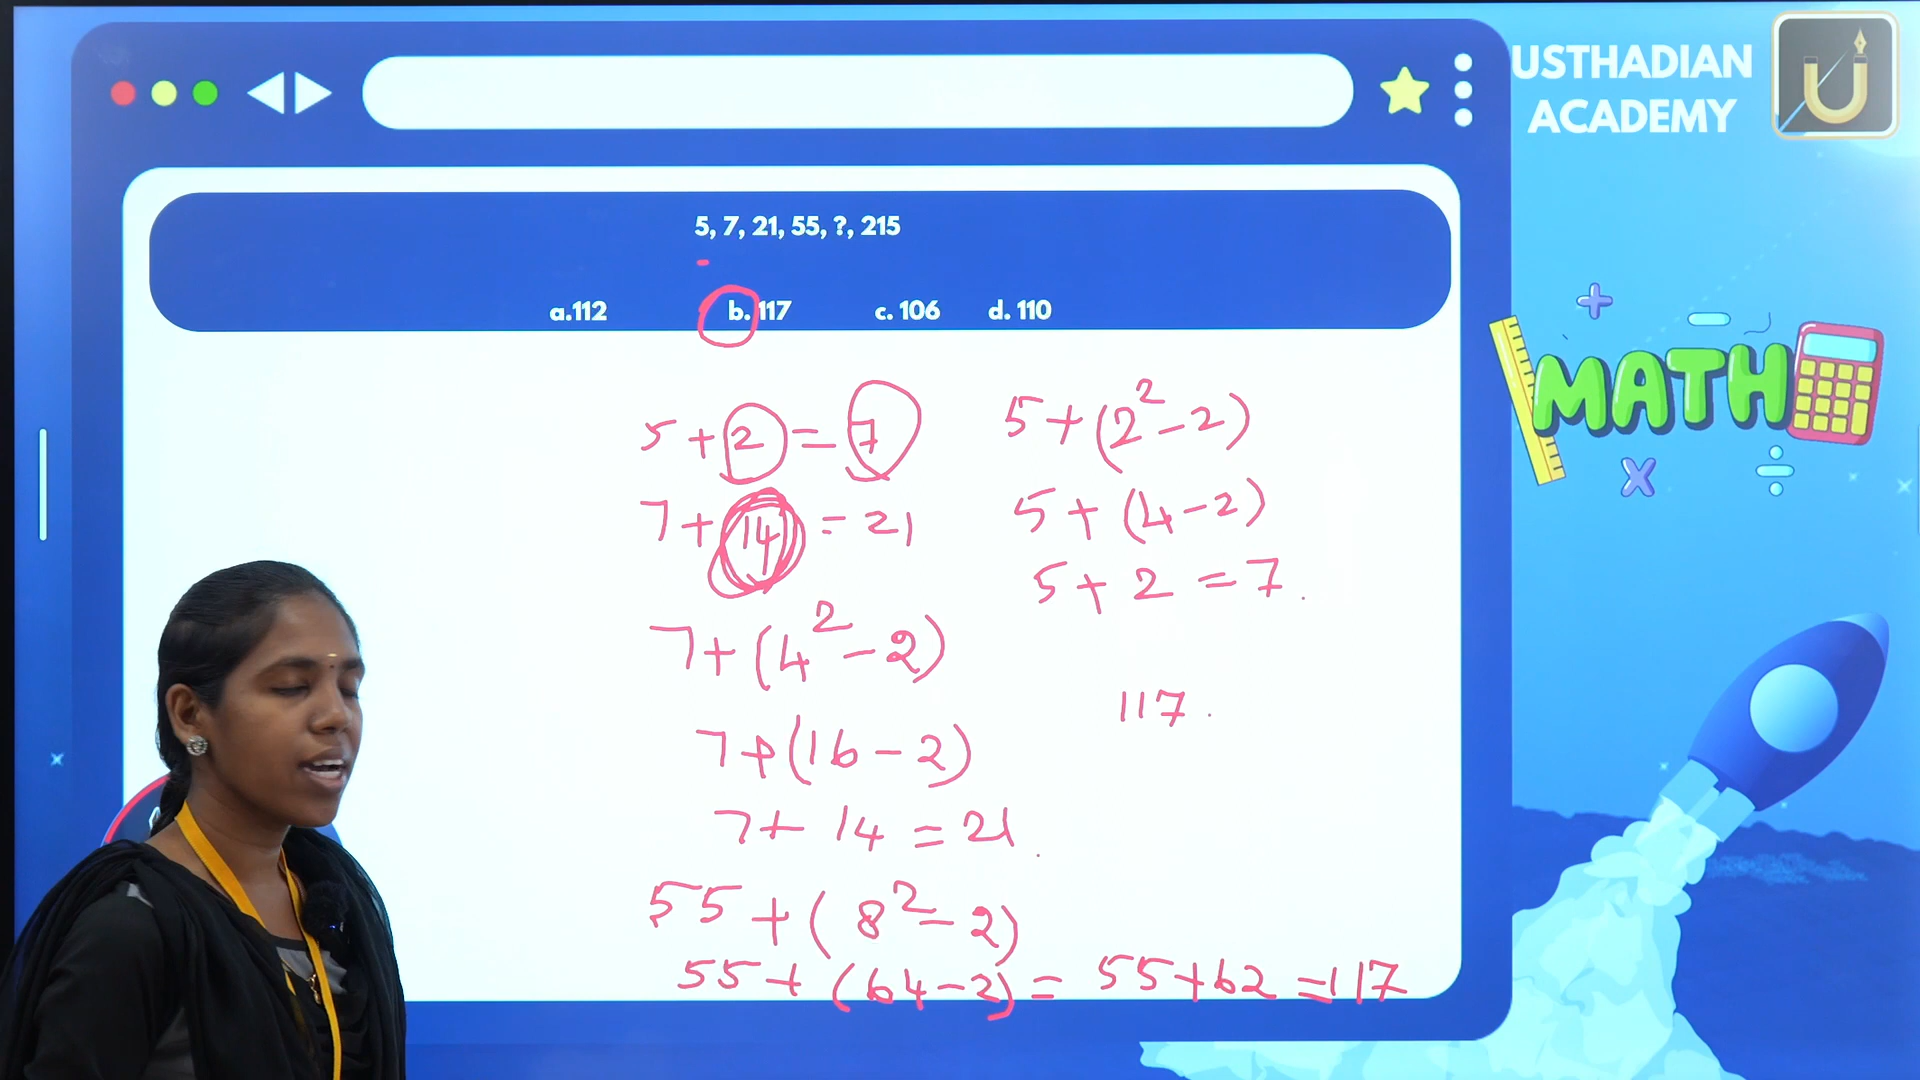 USTHADIAN
ACADEMY
U
5, 7, 21, 55, ?, 215
a.112 b. 117 c. 106 d. 110
MATH
5 + 2 = 7
7 + 14 = 21
7 + (4² - 2)
7 + (16 - 2)
7 + 14 = 21.
55 + (8² - 2)
55 + (64 - 2) = 55 + 62 = 117
5 + (2² - 2)
5 + (4 - 2)
5 + 2 = 7.
117.